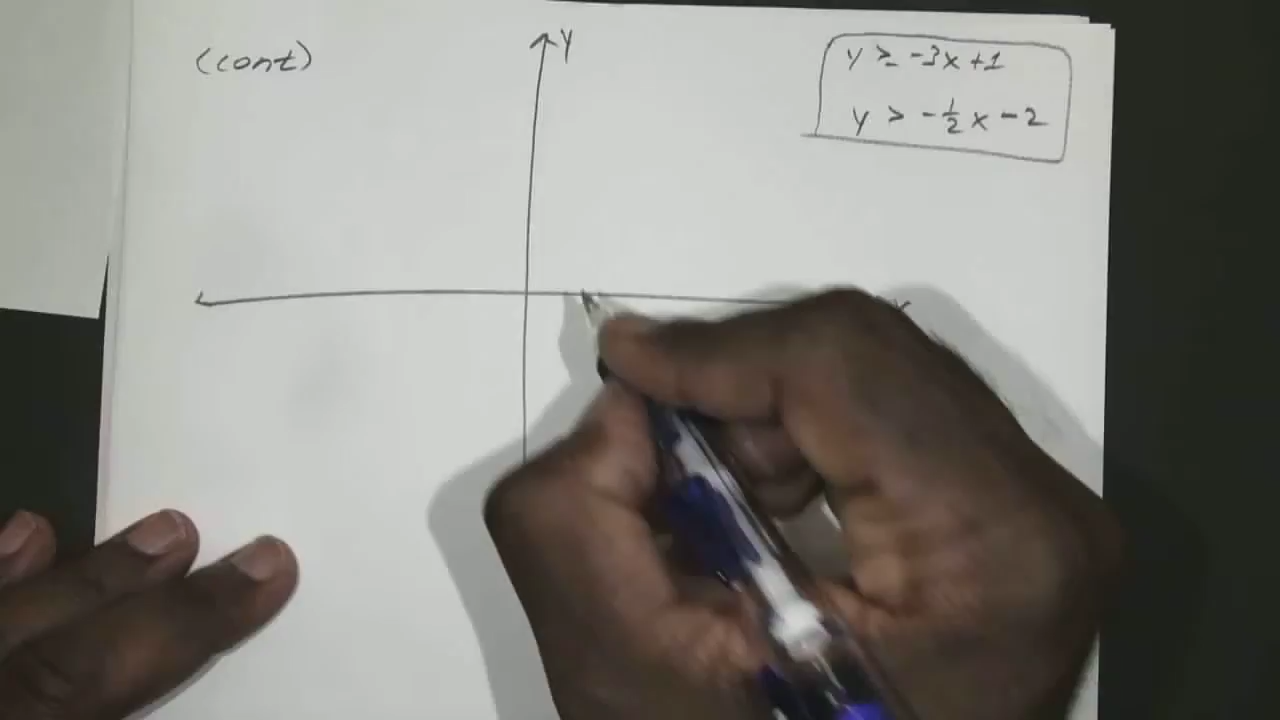 (cont)
y
y ≥ -3x +1
y > -½x - 2
x